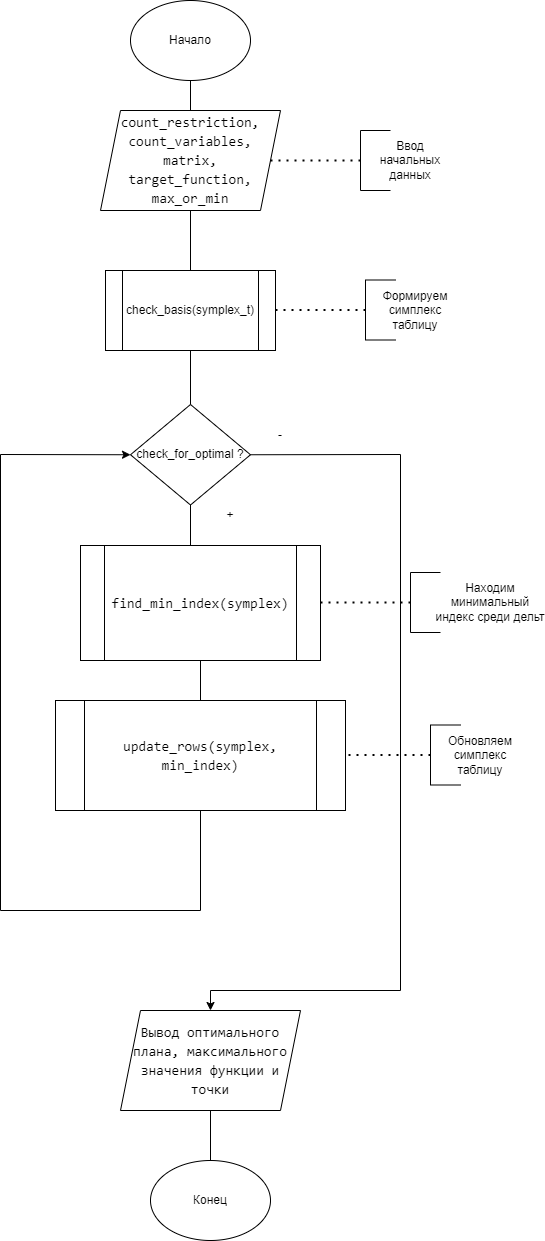 Начало
count_restriction,
count_variables,
matrix,
target_function,
max_or_min
Ввод
начальных
данных
check_basis(symplex_t)
Формируем
симплекс
таблицу
check_for_optimal ?
-
+
find_min_index(symplex)
Находим
минимальный
индекс среди дельт
update_rows(symplex,
min_index)
Обновляем
симплекс
таблицу
Вывод оптимального
плана, максимального
значения функции и
точки
Конец